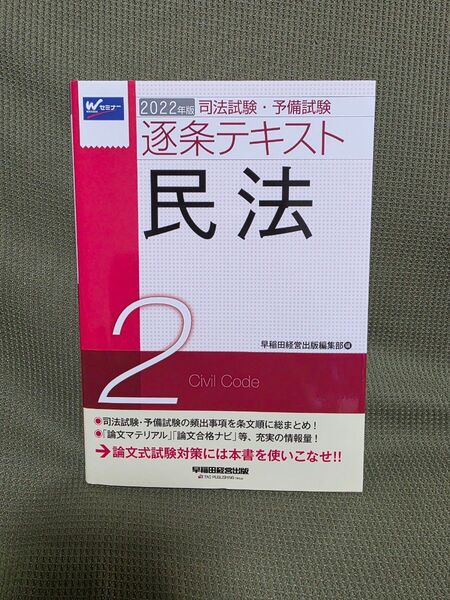 Wセミナー
2022年版 司法試験・予備試験
逐条テキスト
民法
早稲田経営出版編集部 編
2
Civil Code
●司法試験・予備試験の頻出事項を条文順に総まとめ！
●「論文マテリアル」「論文合格ナビ」等、充実の情報量！
→論文式試験対策には本書を使いこなせ!!
早稲田経営出版
TAC PUBLISHING Group